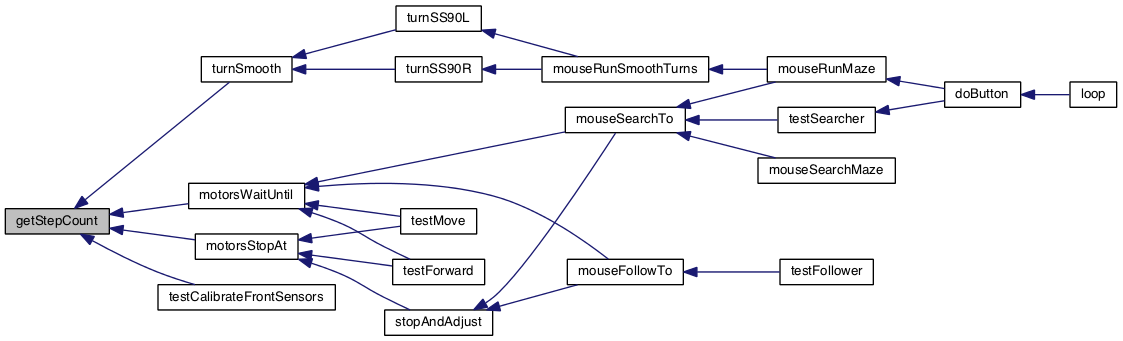 turnSS90L
turnSmooth
turnSS90R
mouseRunSmoothTurns
mouseRunMaze
doButton
loop
mouseSearchTo
testSearcher
mouseSearchMaze
motorsWaitUntil
getStepCount
testMove
motorsStopAt
testForward
mouseFollowTo
testFollower
testCalibrateFrontSensors
stopAndAdjust